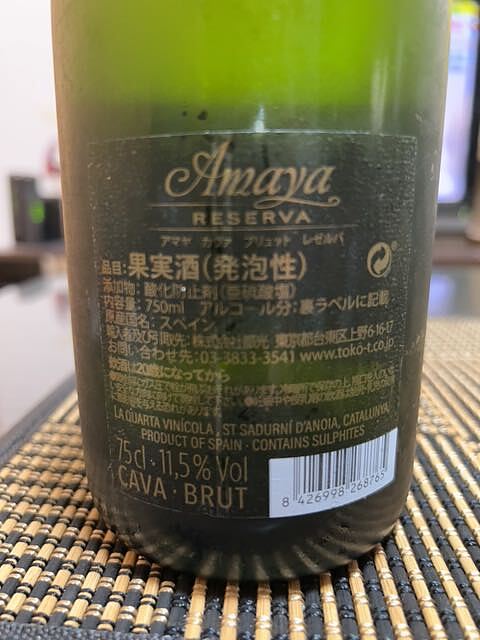 Amaya
RESERVA
アマヤ カヴァ ブリュット レゼルバ
品目:果実酒(発泡性)
添加物:酸化防止剤(亜硫酸塩)
内容量:750ml アルコール分:裏ラベルに記載
原産国名:スペイン
輸入者及び引取先:株式会社都光 東京都台東区上野6-16-17
お問い合わせ先:03-3833-3541 www.toko-t.co.jp
飲酒は20歳になってから
LA QUARTA VINÍCOLA, ST SADURNÍ D'ANOIA, CATALUNYA
PRODUCT OF SPAIN · CONTAINS SULPHITES
75cl · 11,5% Vol
CAVA · BRUT
8 426998 268765